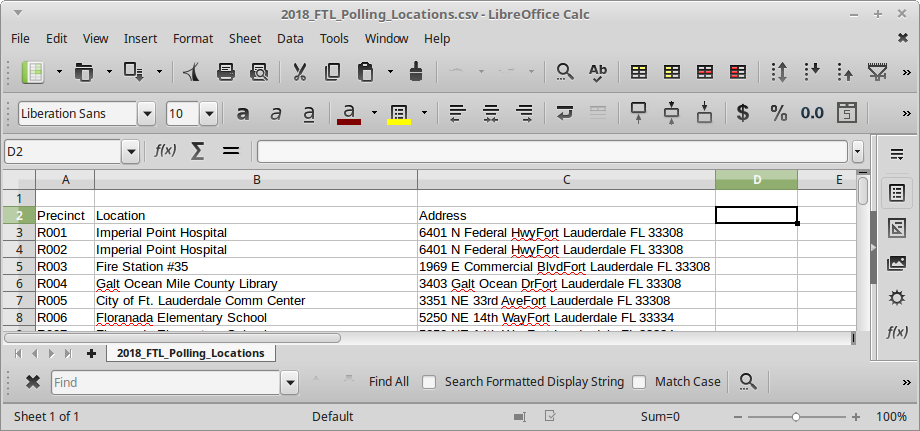 2018_FTL_Polling_Locations.csv - LibreOffice Calc
File Edit View Insert Format Sheet Data Tools Window Help
Liberation Sans 10 a a a a $ % 0.0
D2 f(x) Σ =
A B C D E
1
2 Precinct Location Address
3 R001 Imperial Point Hospital 6401 N Federal HwyFort Lauderdale FL 33308
4 R002 Imperial Point Hospital 6401 N Federal HwyFort Lauderdale FL 33308
5 R003 Fire Station #35 1969 E Commercial BlvdFort Lauderdale FL 33308
6 R004 Galt Ocean Mile County Library 3403 Galt Ocean DrFort Lauderdale FL 33308
7 R005 City of Ft. Lauderdale Comm Center 3351 NE 33rd AveFort Lauderdale FL 33308
8 R006 Floranada Elementary School 5250 NE 14th WayFort Lauderdale FL 33334
f(x)
2018_FTL_Polling_Locations
Find Find All Search Formatted Display String Match Case
Sheet 1 of 1 Default Sum=0 100%